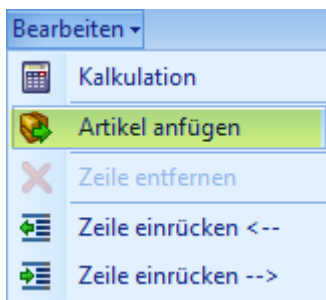 Bearbeiten
Kalkulation
Artikel anfügen
Zeile entfernen
Zeile einrücken <--
Zeile einrücken -->